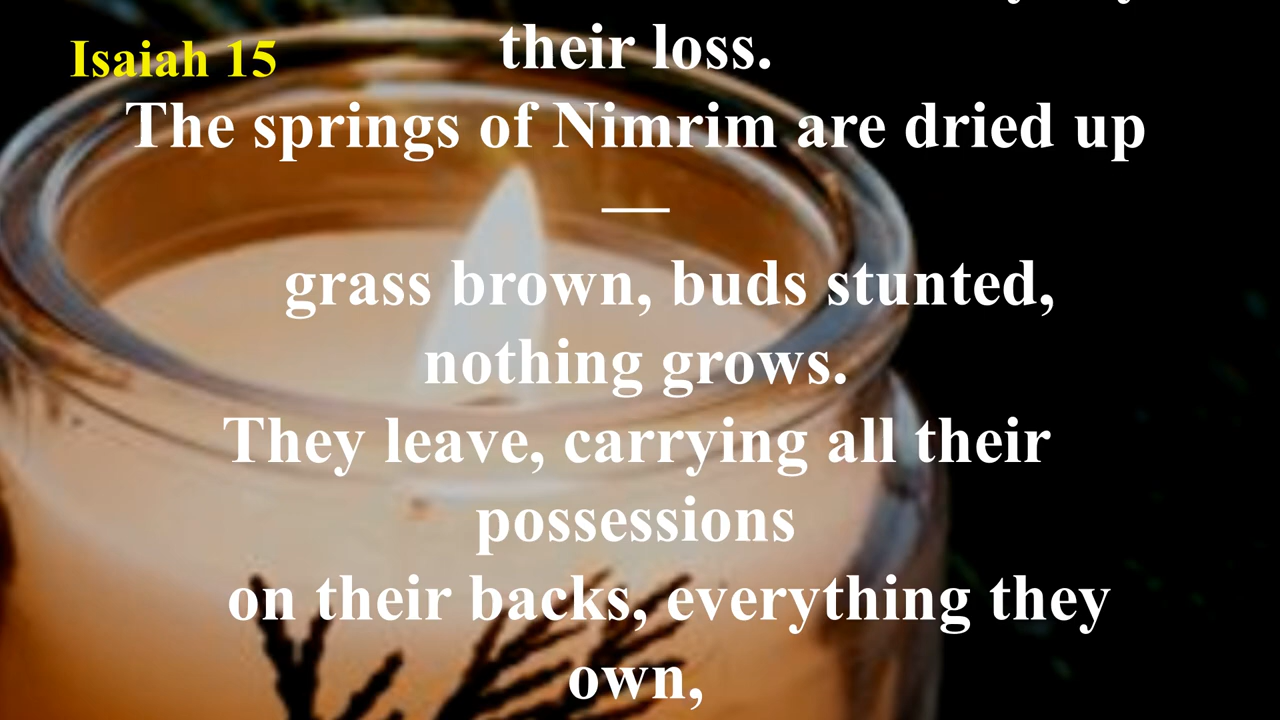 Isaiah 15
their loss.
The springs of Nimrim are dried up
—
grass brown, buds stunted,
nothing grows.
They leave, carrying all their
possessions
on their backs, everything they
own,